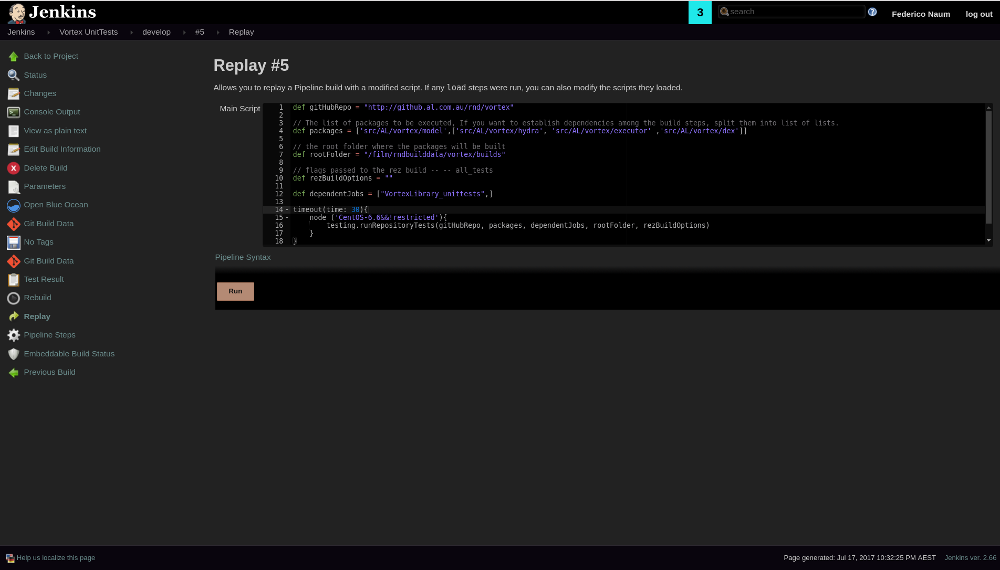 Jenkins
3
search
Federico Naum
log out
Jenkins Vortex UnitTests develop #5 Replay
Back to Project
Status
Changes
Console Output
View as plain text
Edit Build Information
Delete Build
Parameters
Open Blue Ocean
Git Build Data
No Tags
Git Build Data
Test Result
Rebuild
Replay
Pipeline Steps
Embeddable Build Status
Previous Build
Replay #5
Allows you to replay a Pipeline build with a modified script. If any load steps were run, you can also modify the scripts they loaded.
Main Script
1 def gitHubRepo = "http://github.al.com.au/rnd/vortex"
2
3 // The list of packages to be executed, If you want to establish dependencies among the build steps, split them into list of lists.
4 def packages = ['src/AL/vortex/model',['src/AL/vortex/hydra', 'src/AL/vortex/executor' ,'src/AL/vortex/dex']]
5
6 // the root folder where the packages will be built
7 def rootFolder = "/film/rndbuilddata/vortex/builds"
8
9 // flags passed to the rez build -- -- all_tests
10 def rezBuildOptions = ""
11
12 def dependentJobs = ["VortexLibrary_unittests",]
13
14 timeout(time: 30){
15     node ('CentOS-6.6&&!restricted'){
16         testing.runRepositoryTests(gitHubRepo, packages, dependentJobs, rootFolder, rezBuildOptions)
17     }
18 }
Pipeline Syntax
Run
Help us localize this page
Page generated: Jul 17, 2017 10:32:25 PM AEST
Jenkins ver. 2.66